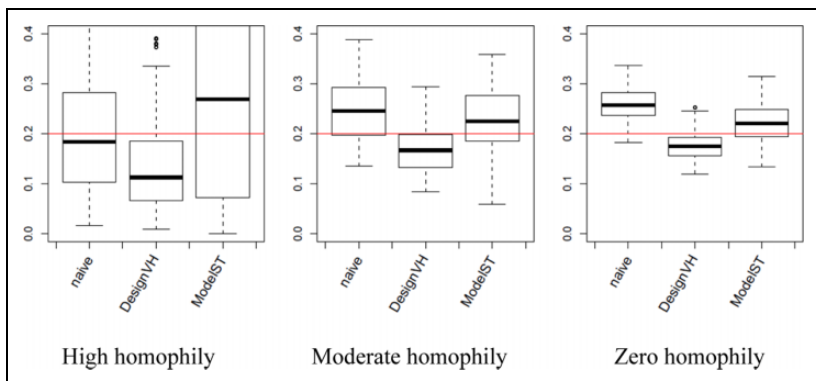 0.4
0.3
0.2
0.1
0.0
naive
DesignVH
ModelST
High homophily
0.4
0.3
0.2
0.1
0.0
naive
DesignVH
ModelST
Moderate homophily
0.4
0.3
0.2
0.1
0.0
naive
DesignVH
ModelST
Zero homophily